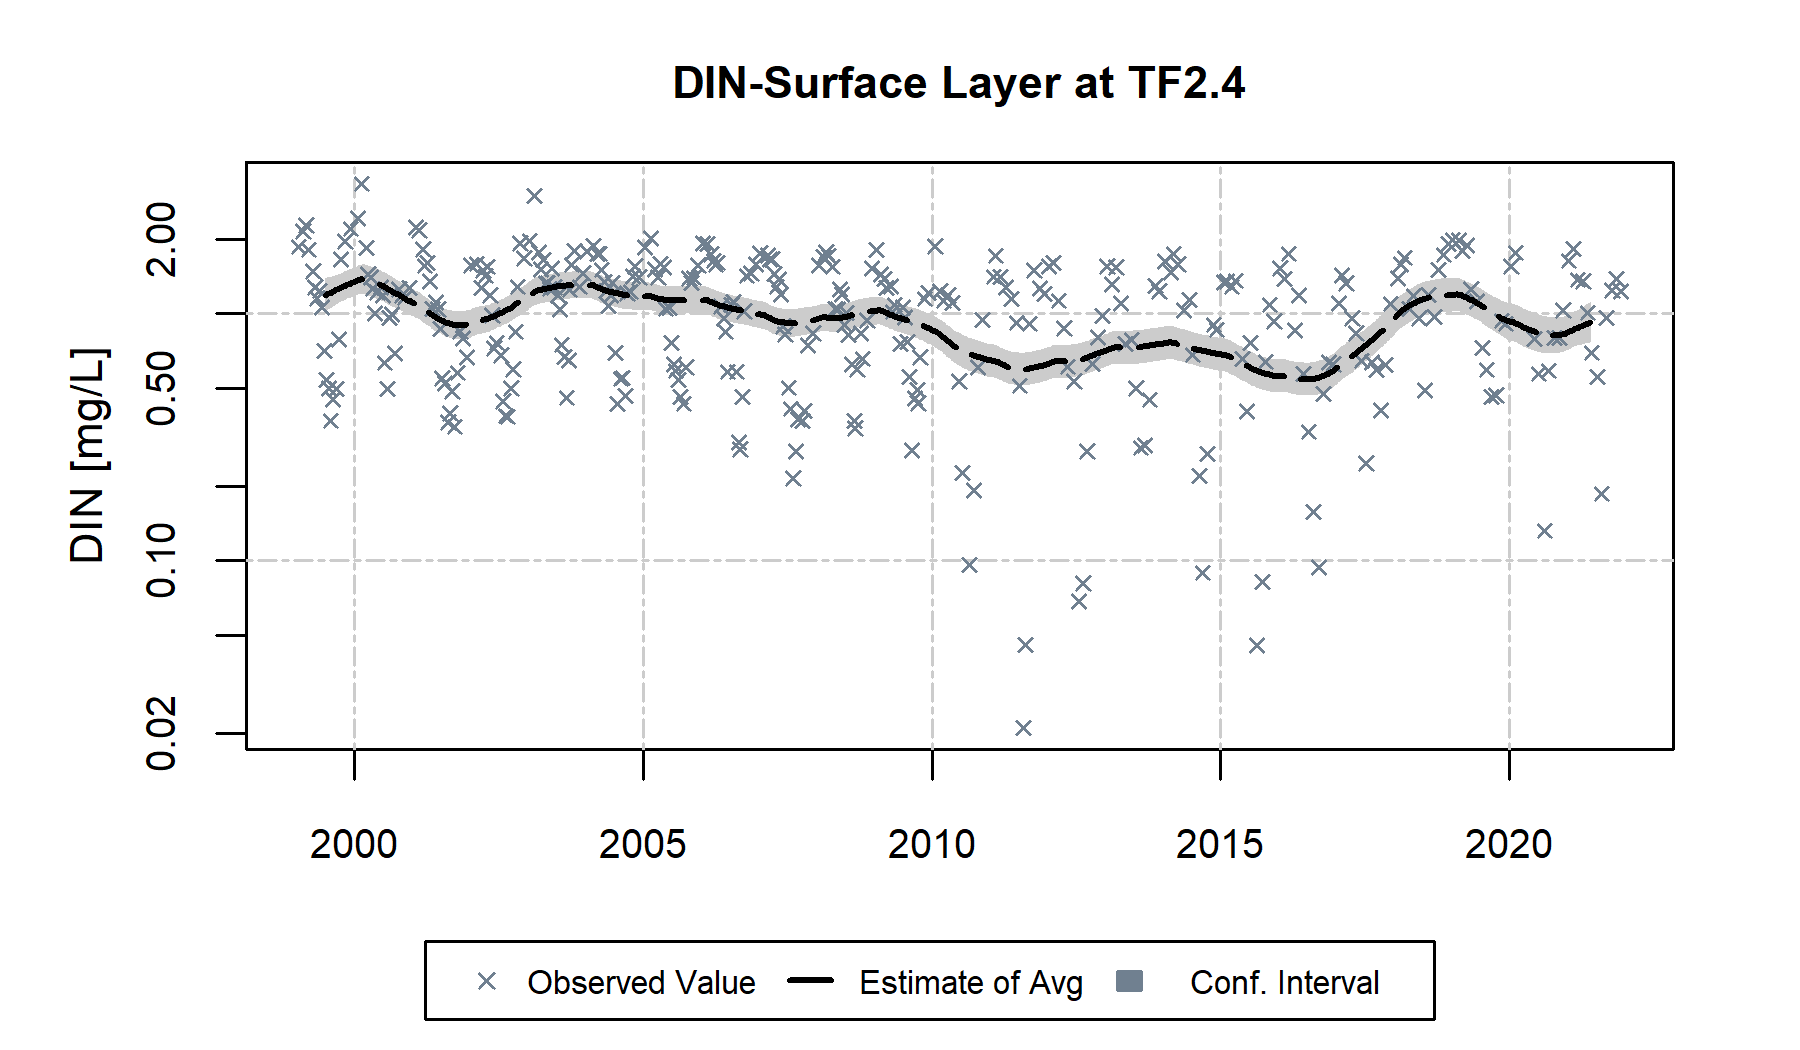 DIN-Surface Layer at TF2.4
DIN [mg/L]
2.00
0.50
0.10
0.02
2000 2005 2010 2015 2020
Observed Value Estimate of Avg Conf. Interval